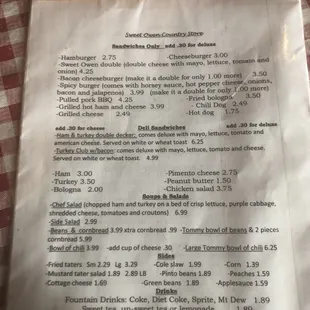 Sweet Owen Country Store
Sandwiches Only add .30 for deluxe
-Hamburger 2.75 -Cheeseburger 3.00
-Sweet Owen double (double cheese with mayo, lettuce, tomato and
onion) 4.25
-Bacon cheeseburger (make it a double for only 1.00 more) 3.50
-Spicy burger (comes with horsey sauce, hot pepper cheese, onions,
bacon and jalapenos) 3.99 (make it a double for only 1.00 more)
-Pulled pork BBQ 4.25 -Fried bologna 3.50
-Grilled hot ham and cheese 3.99 Chili Dog 2.49
-Grilled cheese 2.49 -Hot dog 1.75
add .30 for cheese Deli Sandwiches add .30 for deluxe
-Ham & turkey double decker: comes deluxe with mayo, lettuce, tomato and
american cheese. Served on white or wheat toast 6.25
-Turkey Club w/bacon: comes deluxe with mayo, lettuce, tomato and cheese.
Served on white or wheat toast 4.99
-Ham 3.00 -Pimento cheese 2.75
-Turkey 3.50 -Peanut butter 1.50
-Bologna 2.00 -Chicken salad 3.75
Soups & Salads
-Chef Salad (chopped ham and turkey on a bed of crisp lettuce, purple cabbage,
shredded cheese, tomatoes and croutons) 6.99
-Side Salad 2.99
-Beans & cornbread 3.99 xtra cornbread .99 -Tommy bowl of beans & 2 pieces
cornbread 5.99
-Bowl of chili 3.99 -add cup of cheese .30 -Large Tommy bowl of chili 6.25
Sides
-Fried taters Sm 2.29 Lg 3.29 -Cole slaw 1.99 -Corn 1.39
-Mustard tater salad 1.89 2.89 LB -Pinto beans 1.89 -Peaches 1.59
-Cottage cheese 1.69 -Green beans 1.89 -Applesauce 1.59
Drinks
Fountain Drinks: Coke, Diet Coke, Sprite, Mt Dew 1.89
Sweet tea, un-sweet tea or lemonade